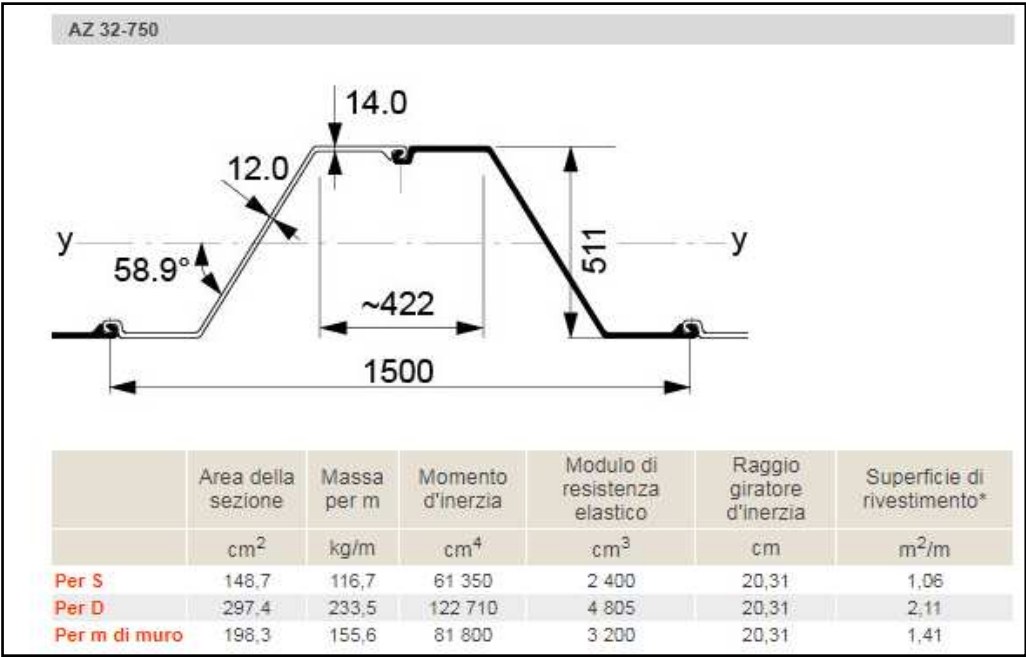 AZ 32-750
14.0
12.0
y y
58.9°
511
~422
1500
Area della sezione Massa per m Momento d'inerzia Modulo di resistenza elastico Raggio giratore d'inerzia Superficie di rivestimento*
cm² kg/m cm⁴ cm³ cm m²/m
Per S 148,7 116,7 61 350 2 400 20,31 1,06
Per D 297,4 233,5 122 710 4 805 20,31 2,11
Per m di muro 198,3 155,6 81 800 3 200 20,31 1,41